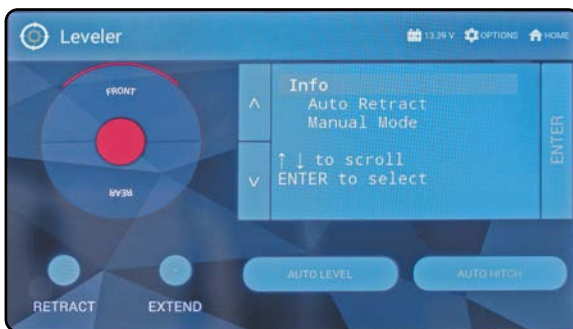 Leveler
13.39 V OPTIONS HOME
FRONT
REAR
Info
Auto Retract
Manual Mode
↑ ↓ to scroll
ENTER to select
ENTER
AUTO LEVEL
AUTO HITCH
RETRACT
EXTEND